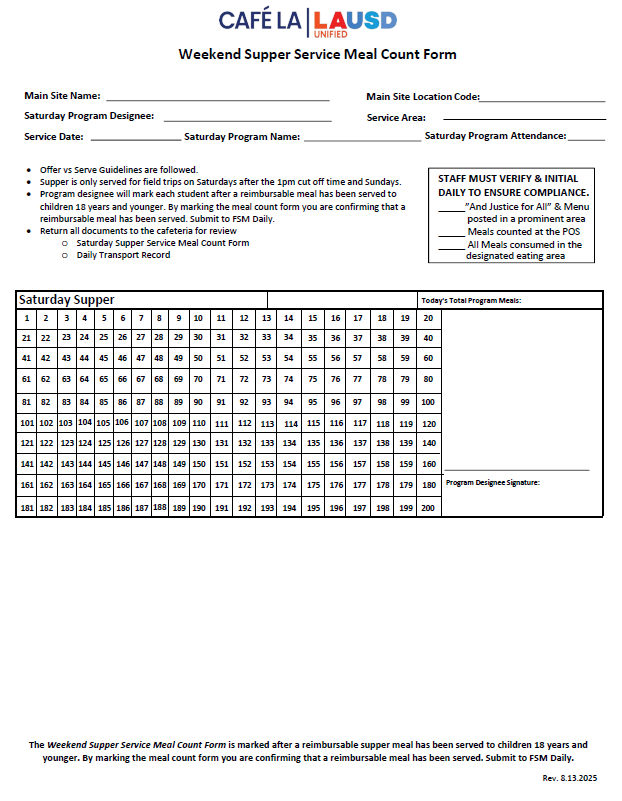 CAFÉ LA LAUSD
UNIFIED
Weekend Supper Service Meal Count Form
Main Site Name: Main Site Location Code:
Saturday Program Designee: Service Area:
Service Date: Saturday Program Name: Saturday Program Attendance:
• Offer vs Serve Guidelines are followed.
• Supper is only served for field trips on Saturdays after the 1pm cut off time and Sundays.
• Program designee will mark each student after a reimbursable meal has been served to
children 18 years and younger. By marking the meal count form you are confirming that a
reimbursable meal has been served. Submit to FSM Daily.
• Return all documents to the cafeteria for review
o Saturday Supper Service Meal Count Form
o Daily Transport Record
STAFF MUST VERIFY & INITIAL
DAILY TO ENSURE COMPLIANCE.
_____"And Justice for All" & Menu
posted in a prominent area
_____ Meals counted at the POS
_____ All Meals consumed in the
designated eating area
Saturday Supper Today's Total Program Meals:
1 2 3 4 5 6 7 8 9 10 11 12 13 14 15 16 17 18 19 20
21 22 23 24 25 26 27 28 29 30 31 32 33 34 35 36 37 38 39 40
41 42 43 44 45 46 47 48 49 50 51 52 53 54 55 56 57 58 59 60
61 62 63 64 65 66 67 68 69 70 71 72 73 74 75 76 77 78 79 80
81 82 83 84 85 86 87 88 89 90 91 92 93 94 95 96 97 98 99 100
101 102 103 104 105 106 107 108 109 110 111 112 113 114 115 116 117 118 119 120
121 122 123 124 125 126 127 128 129 130 131 132 133 134 135 136 137 138 139 140
141 142 143 144 145 146 147 148 149 150 151 152 153 154 155 156 157 158 159 160
161 162 163 164 165 166 167 168 169 170 171 172 173 174 175 176 177 178 179 180
181 182 183 184 185 186 187 188 189 190 191 192 193 194 195 196 197 198 199 200
Program Designee Signature:
The Weekend Supper Service Meal Count Form is marked after a reimbursable supper meal has been served to children 18 years and
younger. By marking the meal count form you are confirming that a reimbursable meal has been served. Submit to FSM Daily.
Rev. 8.13.2025